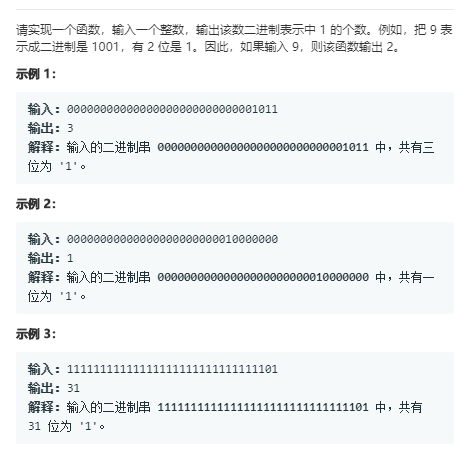 请实现一个函数，输入一个整数，输出该数二进制表示中 1 的个数。例如，把 9 表
示成二进制是 1001，有 2 位是 1。因此，如果输入 9，则该函数输出 2。
示例 1：
输入：00000000000000000000000000001011
输出：3
解释：输入的二进制串 00000000000000000000000000001011 中，共有三
位为 '1'。
示例 2：
输入：00000000000000000000000010000000
输出：1
解释：输入的二进制串 00000000000000000000000010000000 中，共有一
位为 '1'。
示例 3：
输入：11111111111111111111111111111101
输出：31
解释：输入的二进制串 11111111111111111111111111111101 中，共有
31 位为 '1'。